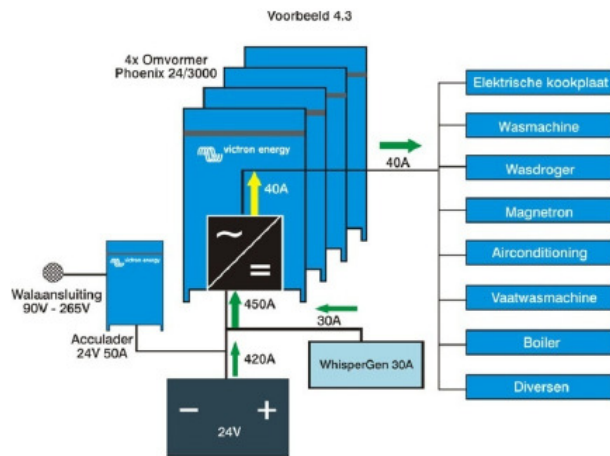 Voorbeeld 4.3
4x Omvormer
Phoenix 24/3000
victron energy
40A
40A
~
=
Elektrische kookplaat
Wasmachine
Wasdroger
Magnetron
Airconditioning
Vaatwasmachine
Boiler
Diversen
victron energy
Walaansluiting
90V - 265V
Acculader
24V 50A
450A
30A
420A
WhisperGen 30A
− +
24V